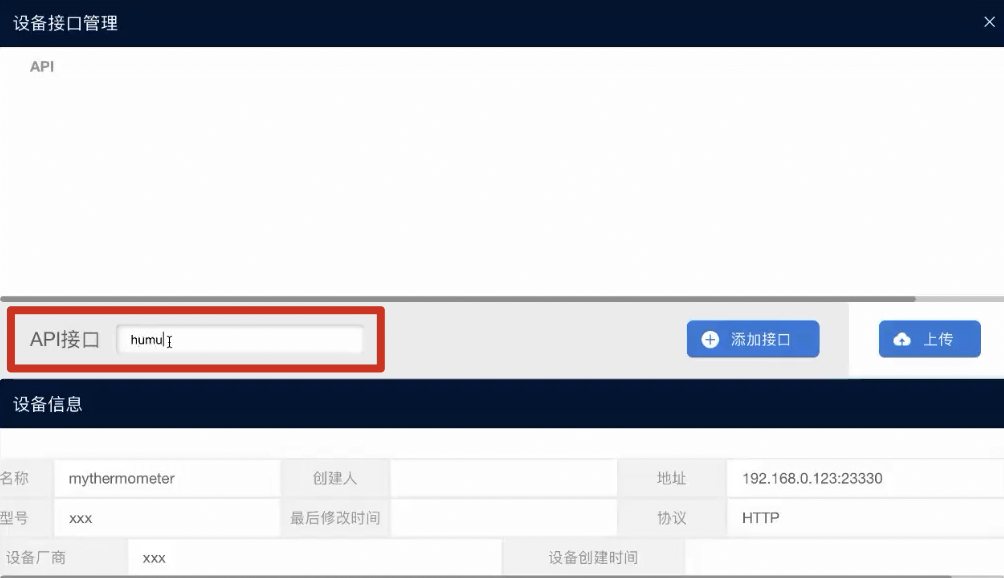 设备接口管理
API
API接口 humu 添加接口 上传
设备信息
名称 mythermometer 创建人 地址 192.168.0.123:23330
型号 xxx 最后修改时间 协议 HTTP
设备厂商 xxx 设备创建时间